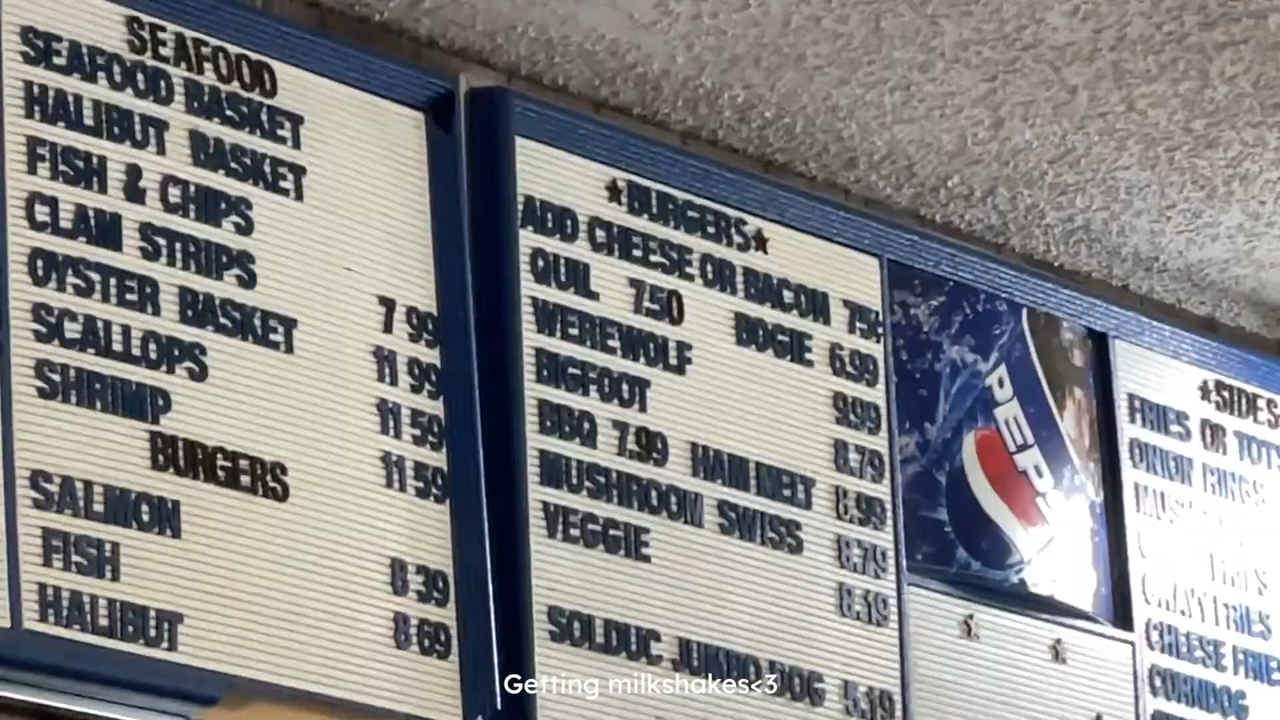 SEAFOOD
SEAFOOD BASKET
HALIBUT BASKET
FISH & CHIPS
CLAM STRIPS
OYSTER BASKET 7 99
SCALLOPS 11 99
SHRIMP 11 59
11 59
BURGERS
SALMON
FISH 8 39
HALIBUT 8 69
★BURGERS★
ADD CHEESE OR BACON 75¢
QUIL 7.50 BOGIE 6.99
WEREWOLF 9.99
BIGFOOT 8.79
BBQ 7.99 HAM MELT 8.99
MUSHROOM SWISS 8.79
VEGGIE 8.19
SOLDUC JUMBO DOG 5.19
PEPSI
★SIDES
FRIES OR TOTS
ONION RINGS
FRIES
CHEESE FRIE
CORNDOG
Getting milkshakes<3